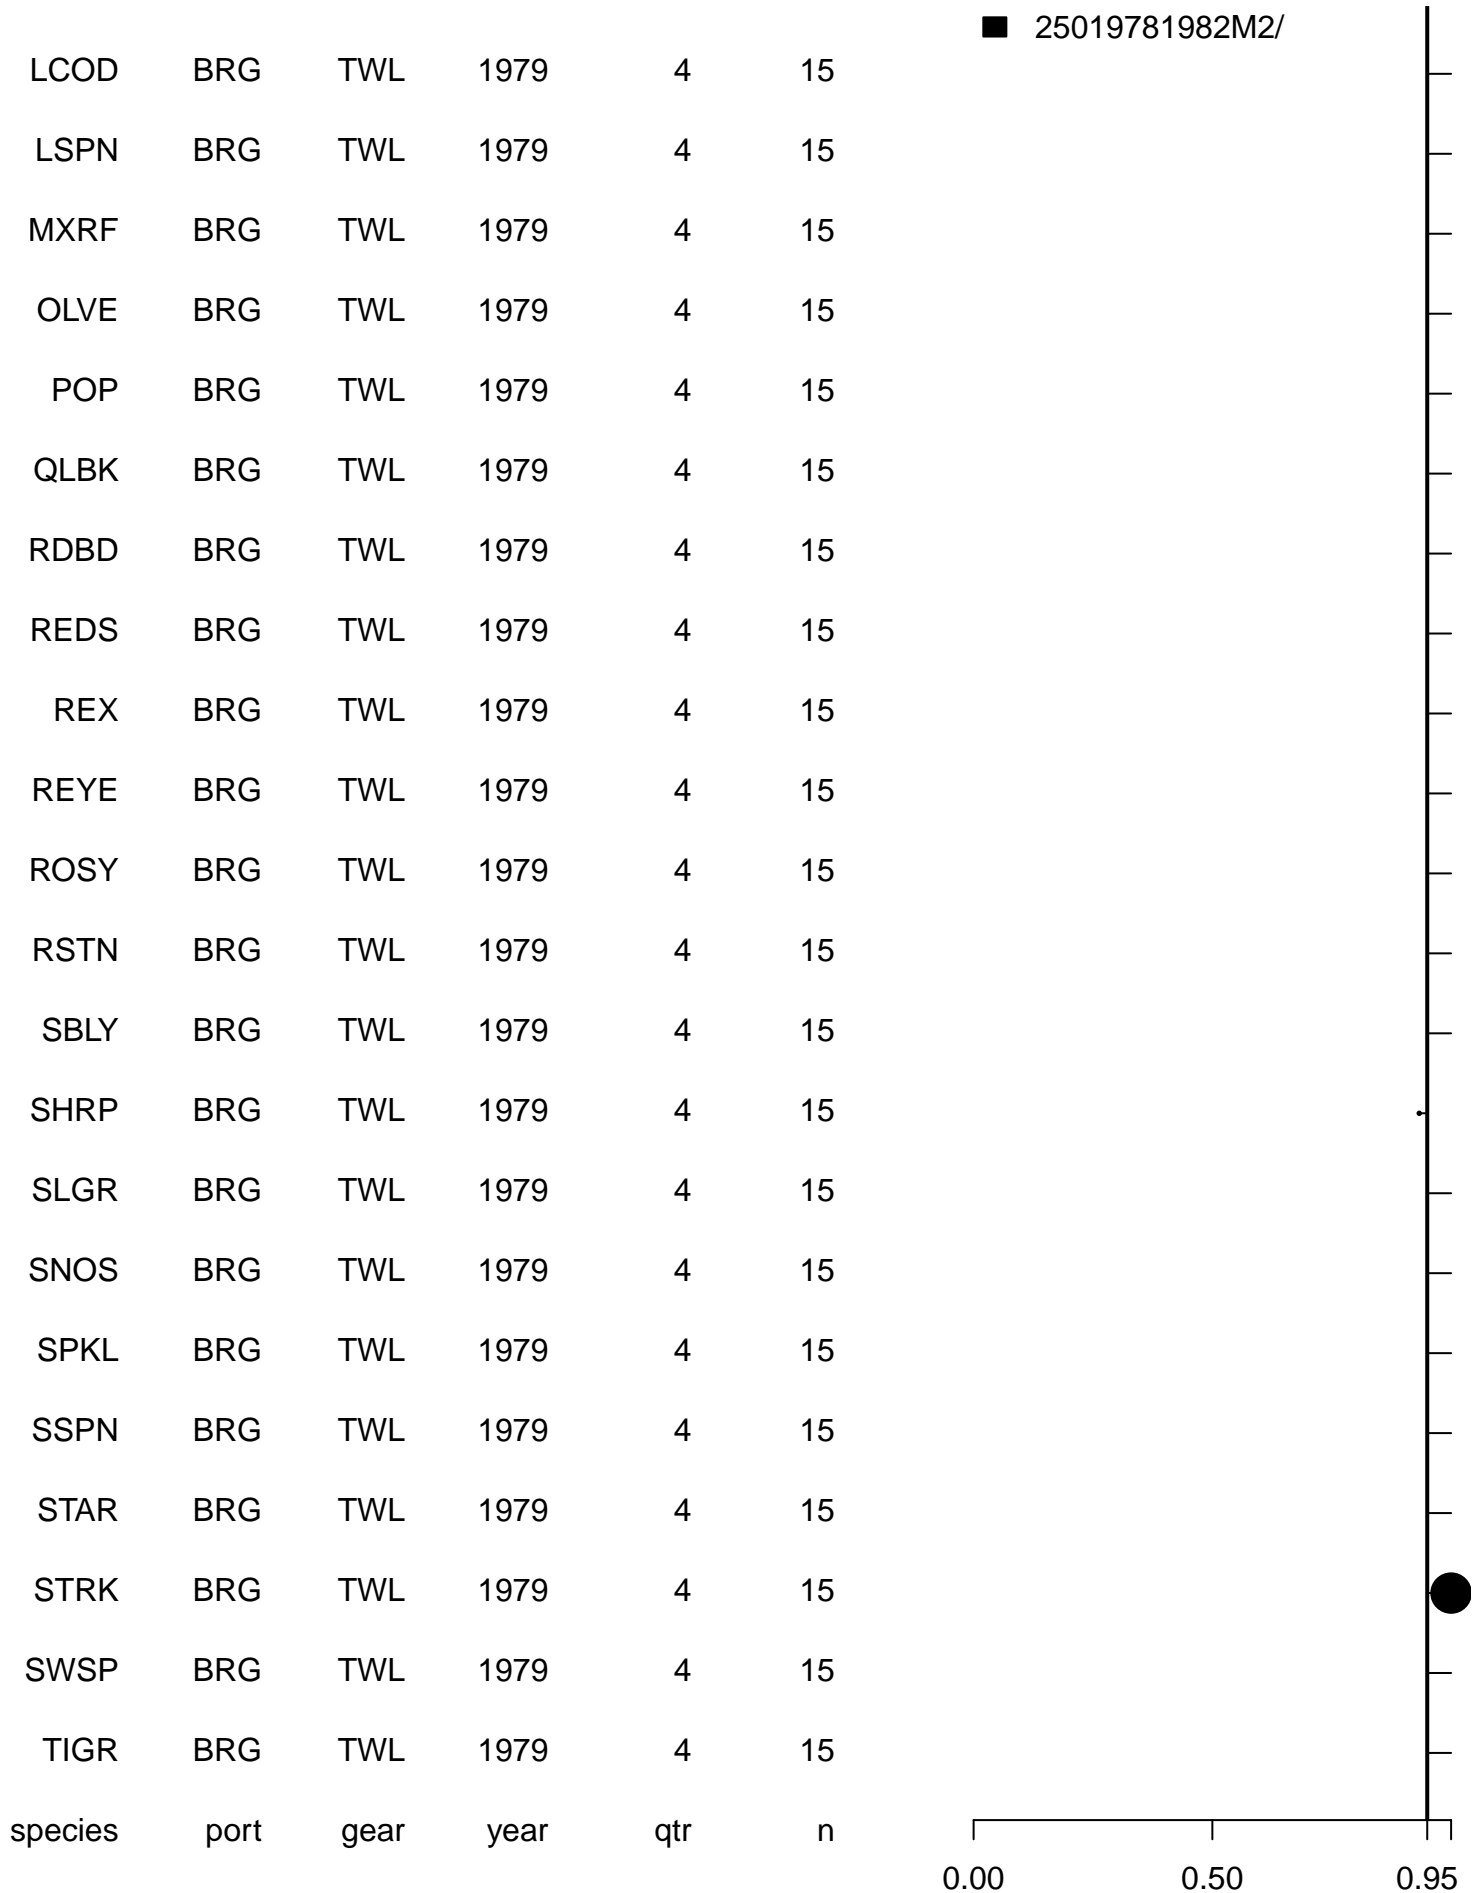 25019781982M2/
LCOD BRG TWL 1979 4 15
LSPN BRG TWL 1979 4 15
MXRF BRG TWL 1979 4 15
OLVE BRG TWL 1979 4 15
POP BRG TWL 1979 4 15
QLBK BRG TWL 1979 4 15
RDBD BRG TWL 1979 4 15
REDS BRG TWL 1979 4 15
REX BRG TWL 1979 4 15
REYE BRG TWL 1979 4 15
ROSY BRG TWL 1979 4 15
RSTN BRG TWL 1979 4 15
SBLY BRG TWL 1979 4 15
SHRP BRG TWL 1979 4 15
SLGR BRG TWL 1979 4 15
SNOS BRG TWL 1979 4 15
SPKL BRG TWL 1979 4 15
SSPN BRG TWL 1979 4 15
STAR BRG TWL 1979 4 15
STRK BRG TWL 1979 4 15
SWSP BRG TWL 1979 4 15
TIGR BRG TWL 1979 4 15
species port gear year qtr n
0.00 0.50 0.95